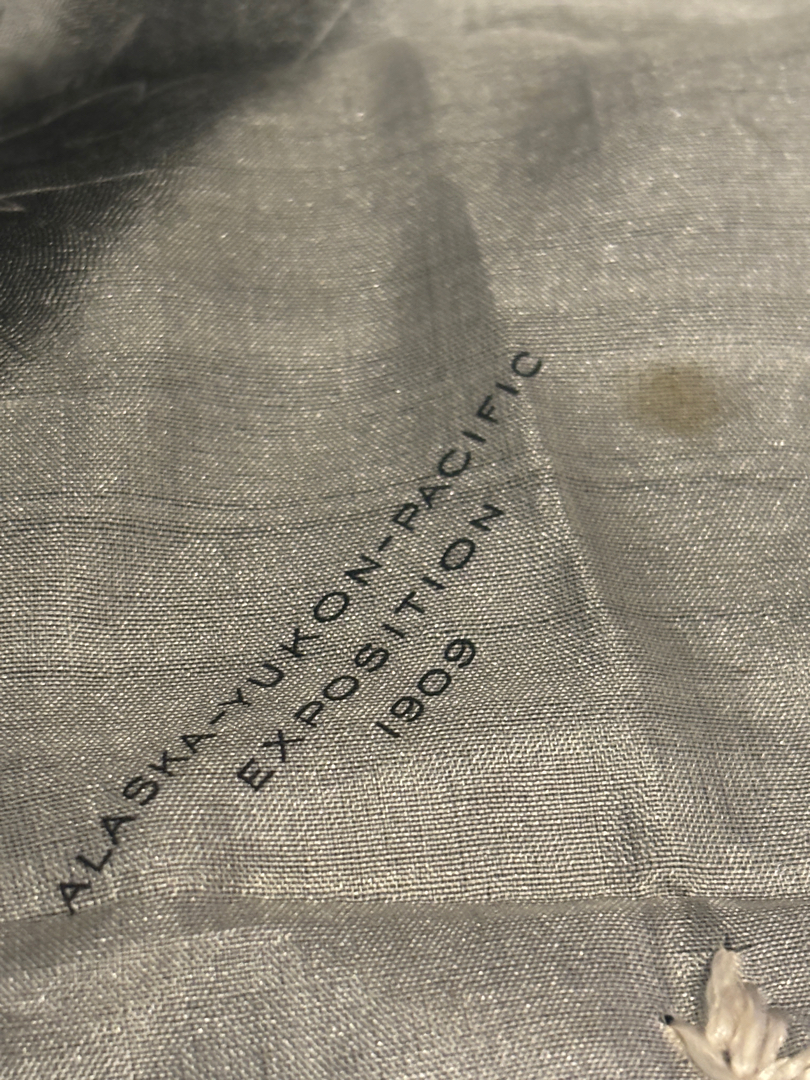 ALASKA-YUKON-PACIFIC
EXPOSITION
1909